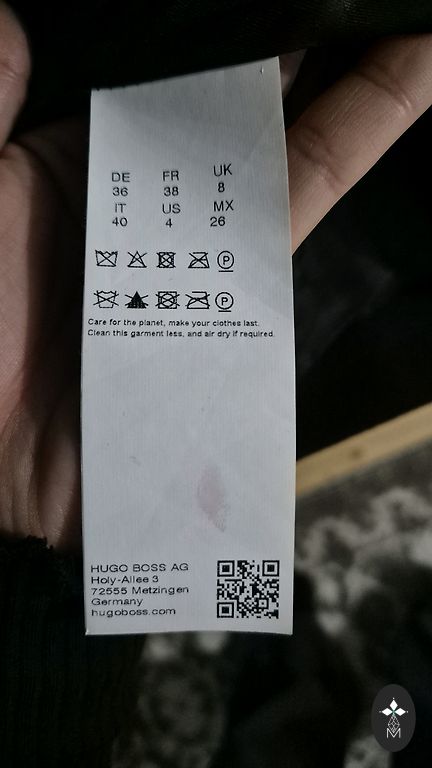 DE FR UK
36 38 8
IT US MX
40 4 26
P
P
Care for the planet, make your clothes last.
Clean this garment less, and air dry if required.
HUGO BOSS AG
Holy-Allee 3
72555 Metzingen
Germany
hugoboss.com
M